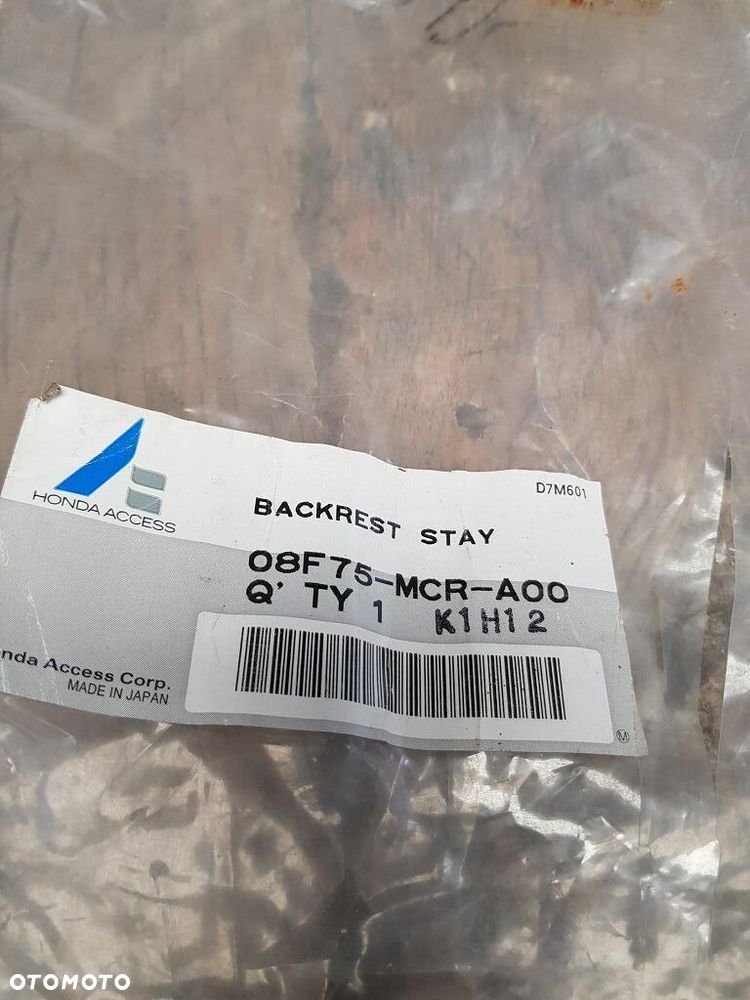 D7M601
HONDA ACCESS
BACKREST STAY
08F75-MCR-A00
Q'TY 1 K1H12
nda Access Corp.
MADE IN JAPAN
M
OTOMOTO